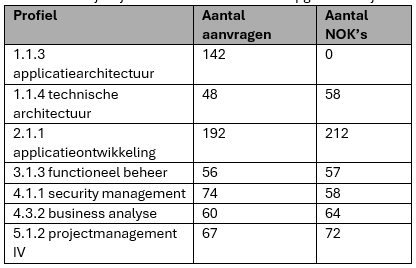 Profiel Aantal aanvragen Aantal NOK's
1.1.3 applicatiearchitectuur 142 0
1.1.4 technische architectuur 48 58
2.1.1 applicatieontwikkeling 192 212
3.1.3 functioneel beheer 56 57
4.1.1 security management 74 58
4.3.2 business analyse 60 64
5.1.2 projectmanagement IV 67 72